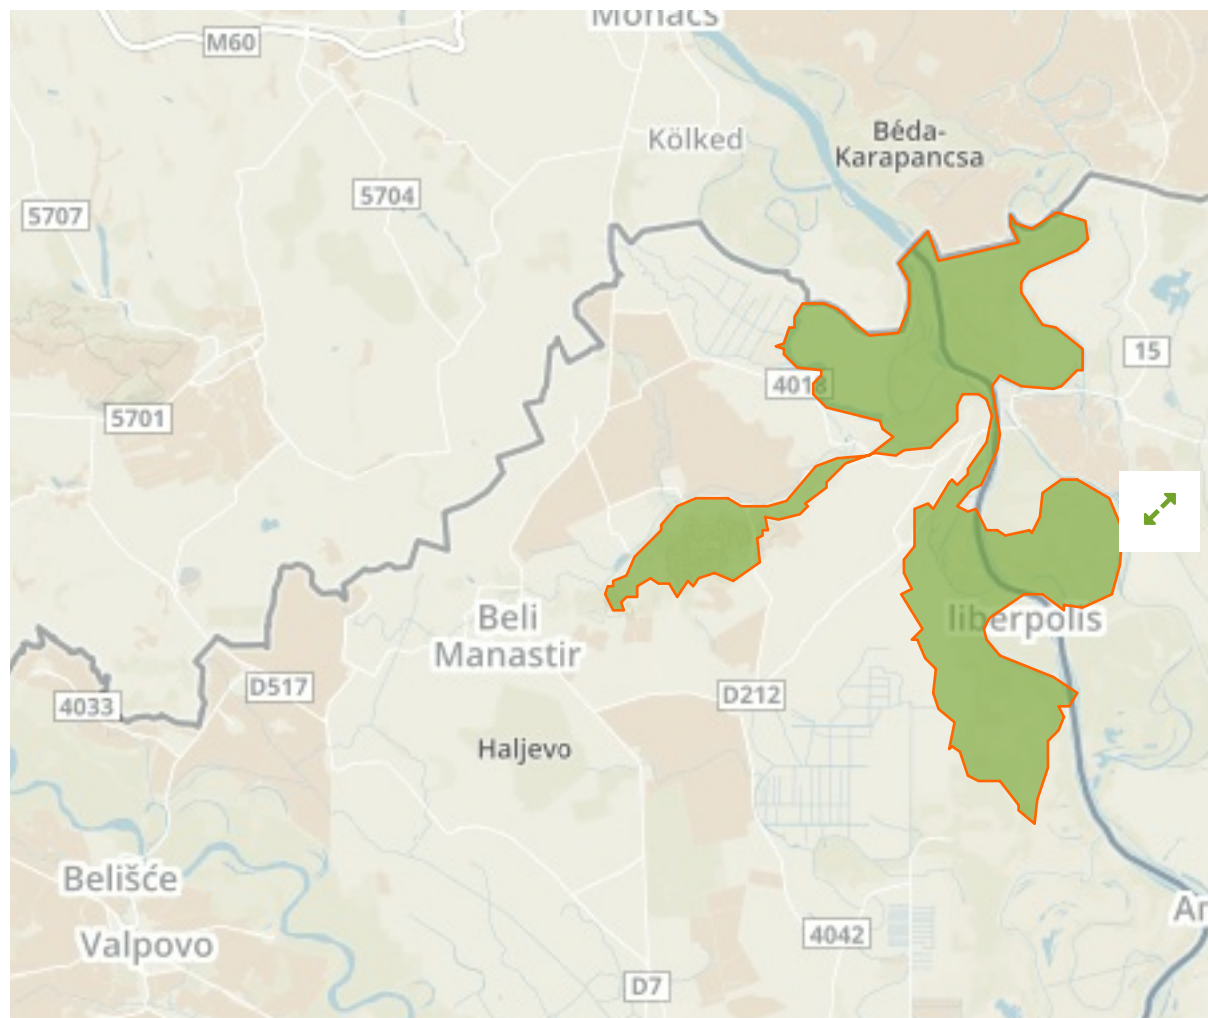 Mohács
M60
Béda-
Karapancsa
Kölked
5704
5707
15
4018
5701
liberpolis
Beli
Manastir
D517
D212
4033
Haljevo
Belišće
Valpovo
4042
D7